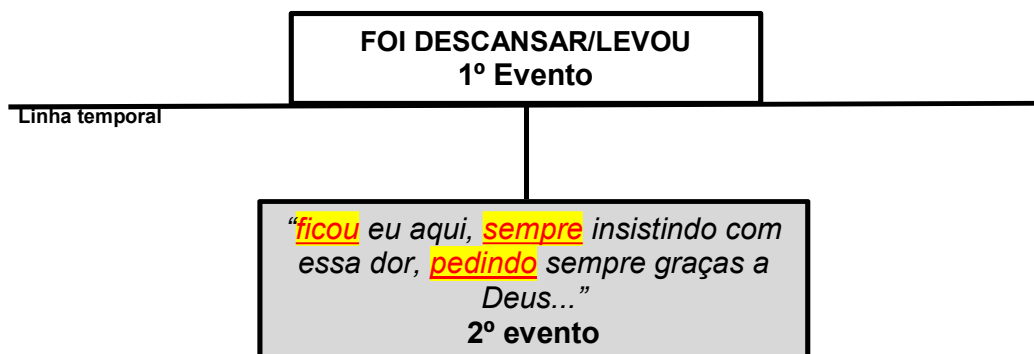 FOI DESCANSAR/LEVOU
1º Evento
Linha temporal
“ficou eu aqui, sempre insistindo com
essa dor, pedindo sempre graças a
Deus...”
2º evento